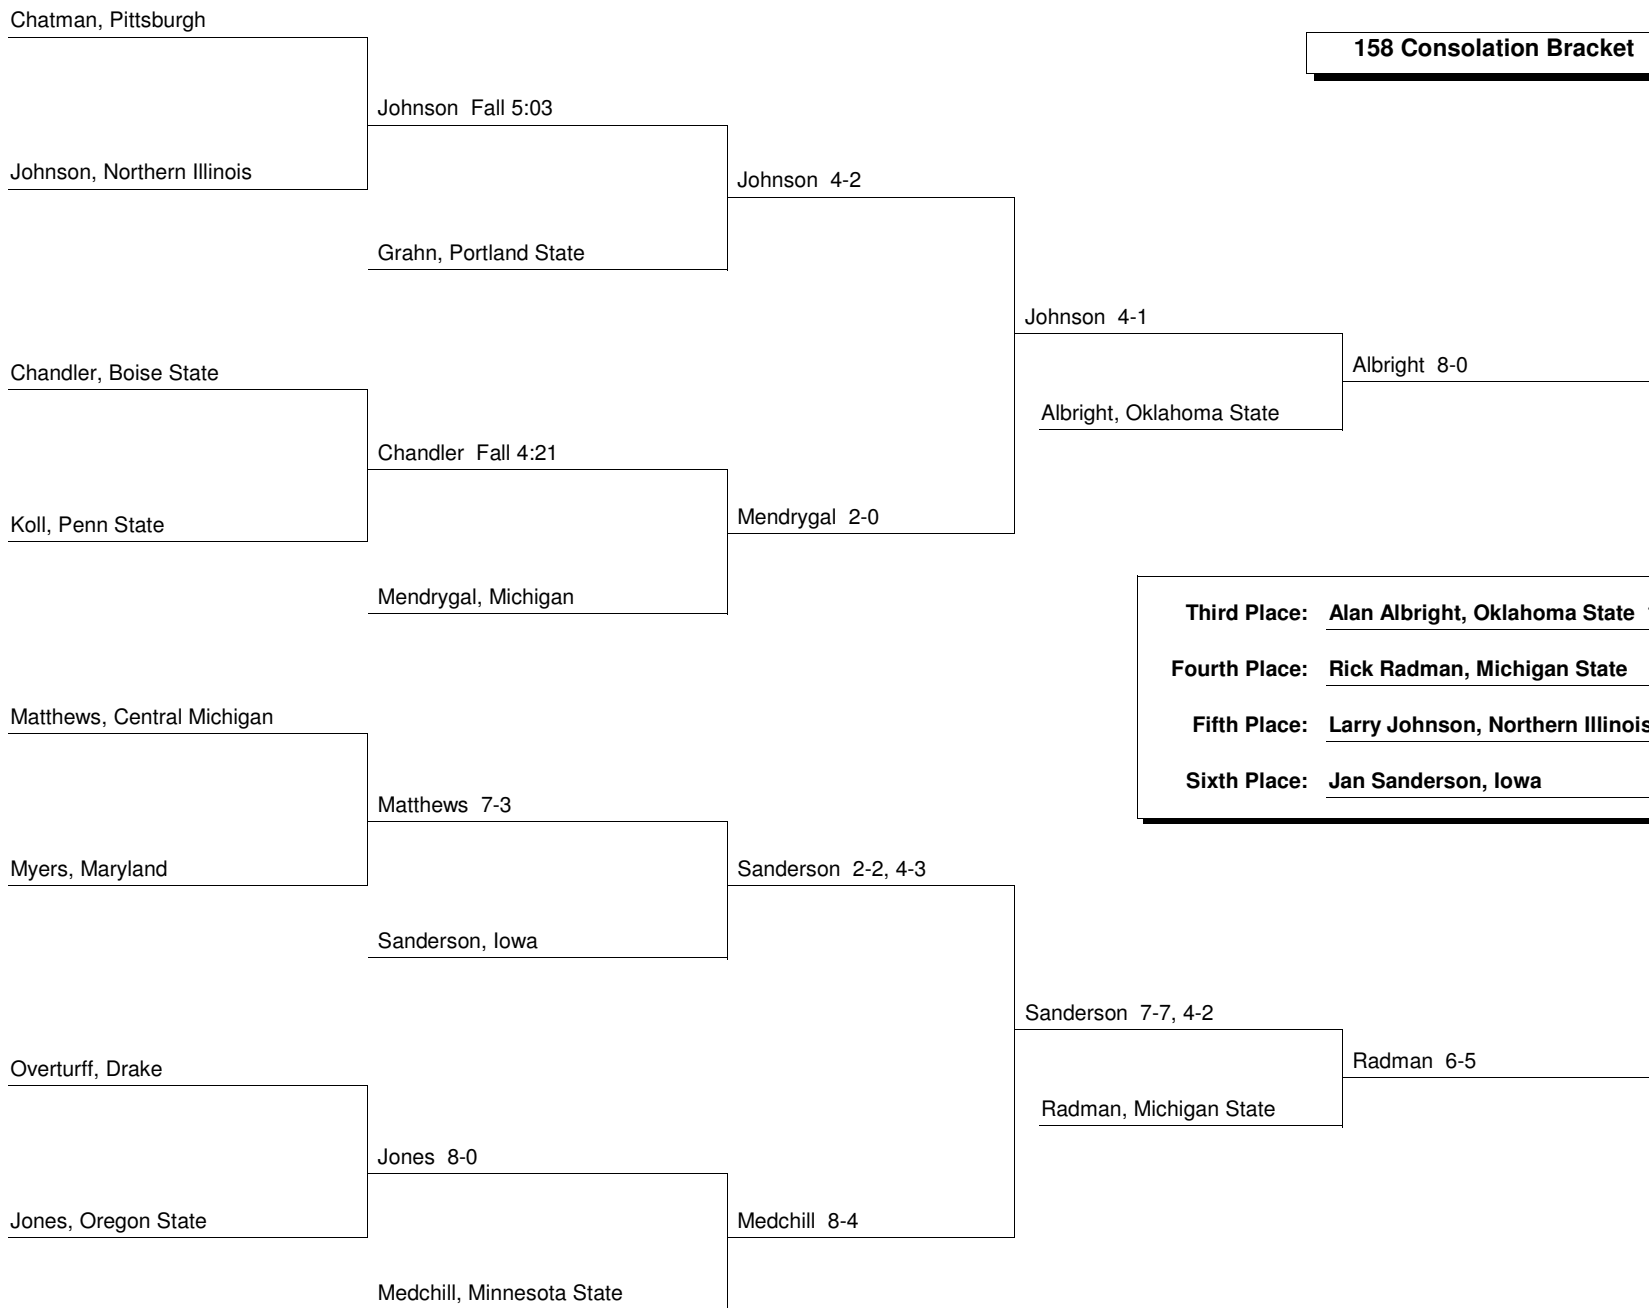 Chatman, Pittsburgh
158 Consolation Bracket
Johnson Fall 5:03
Johnson, Northern Illinois
Johnson 4-2
Grahn, Portland State
Johnson 4-1
Chandler, Boise State
Albright 8-0
Albright, Oklahoma State
Chandler Fall 4:21
Koll, Penn State
Mendrygal 2-0
Mendrygal, Michigan
Third Place: Alan Albright, Oklahoma State
Fourth Place: Rick Radman, Michigan State
Matthews, Central Michigan
Fifth Place: Larry Johnson, Northern Illinois
Sixth Place: Jan Sanderson, Iowa
Matthews 7-3
Myers, Maryland
Sanderson 2-2, 4-3
Sanderson, Iowa
Sanderson 7-7, 4-2
Overturff, Drake
Radman 6-5
Radman, Michigan State
Jones 8-0
Jones, Oregon State
Medchill 8-4
Medchill, Minnesota State